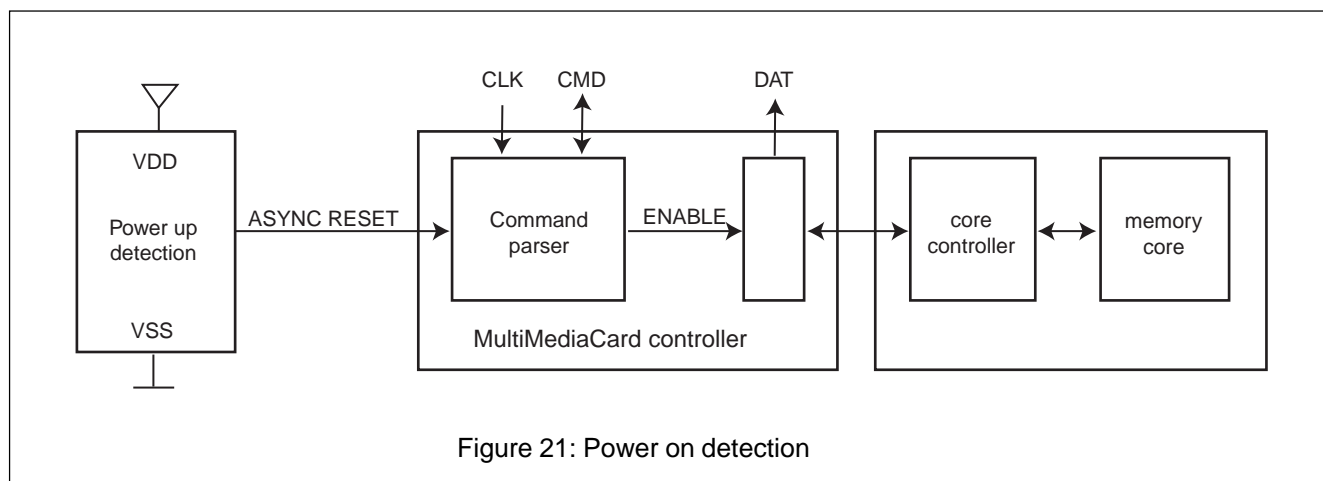 CLK
CMD
DAT
VDD
Power up
detection
VSS
ASYNC RESET
Command
parser
ENABLE
MultiMediaCard controller
core
controller
memory
core
Figure 21: Power on detection